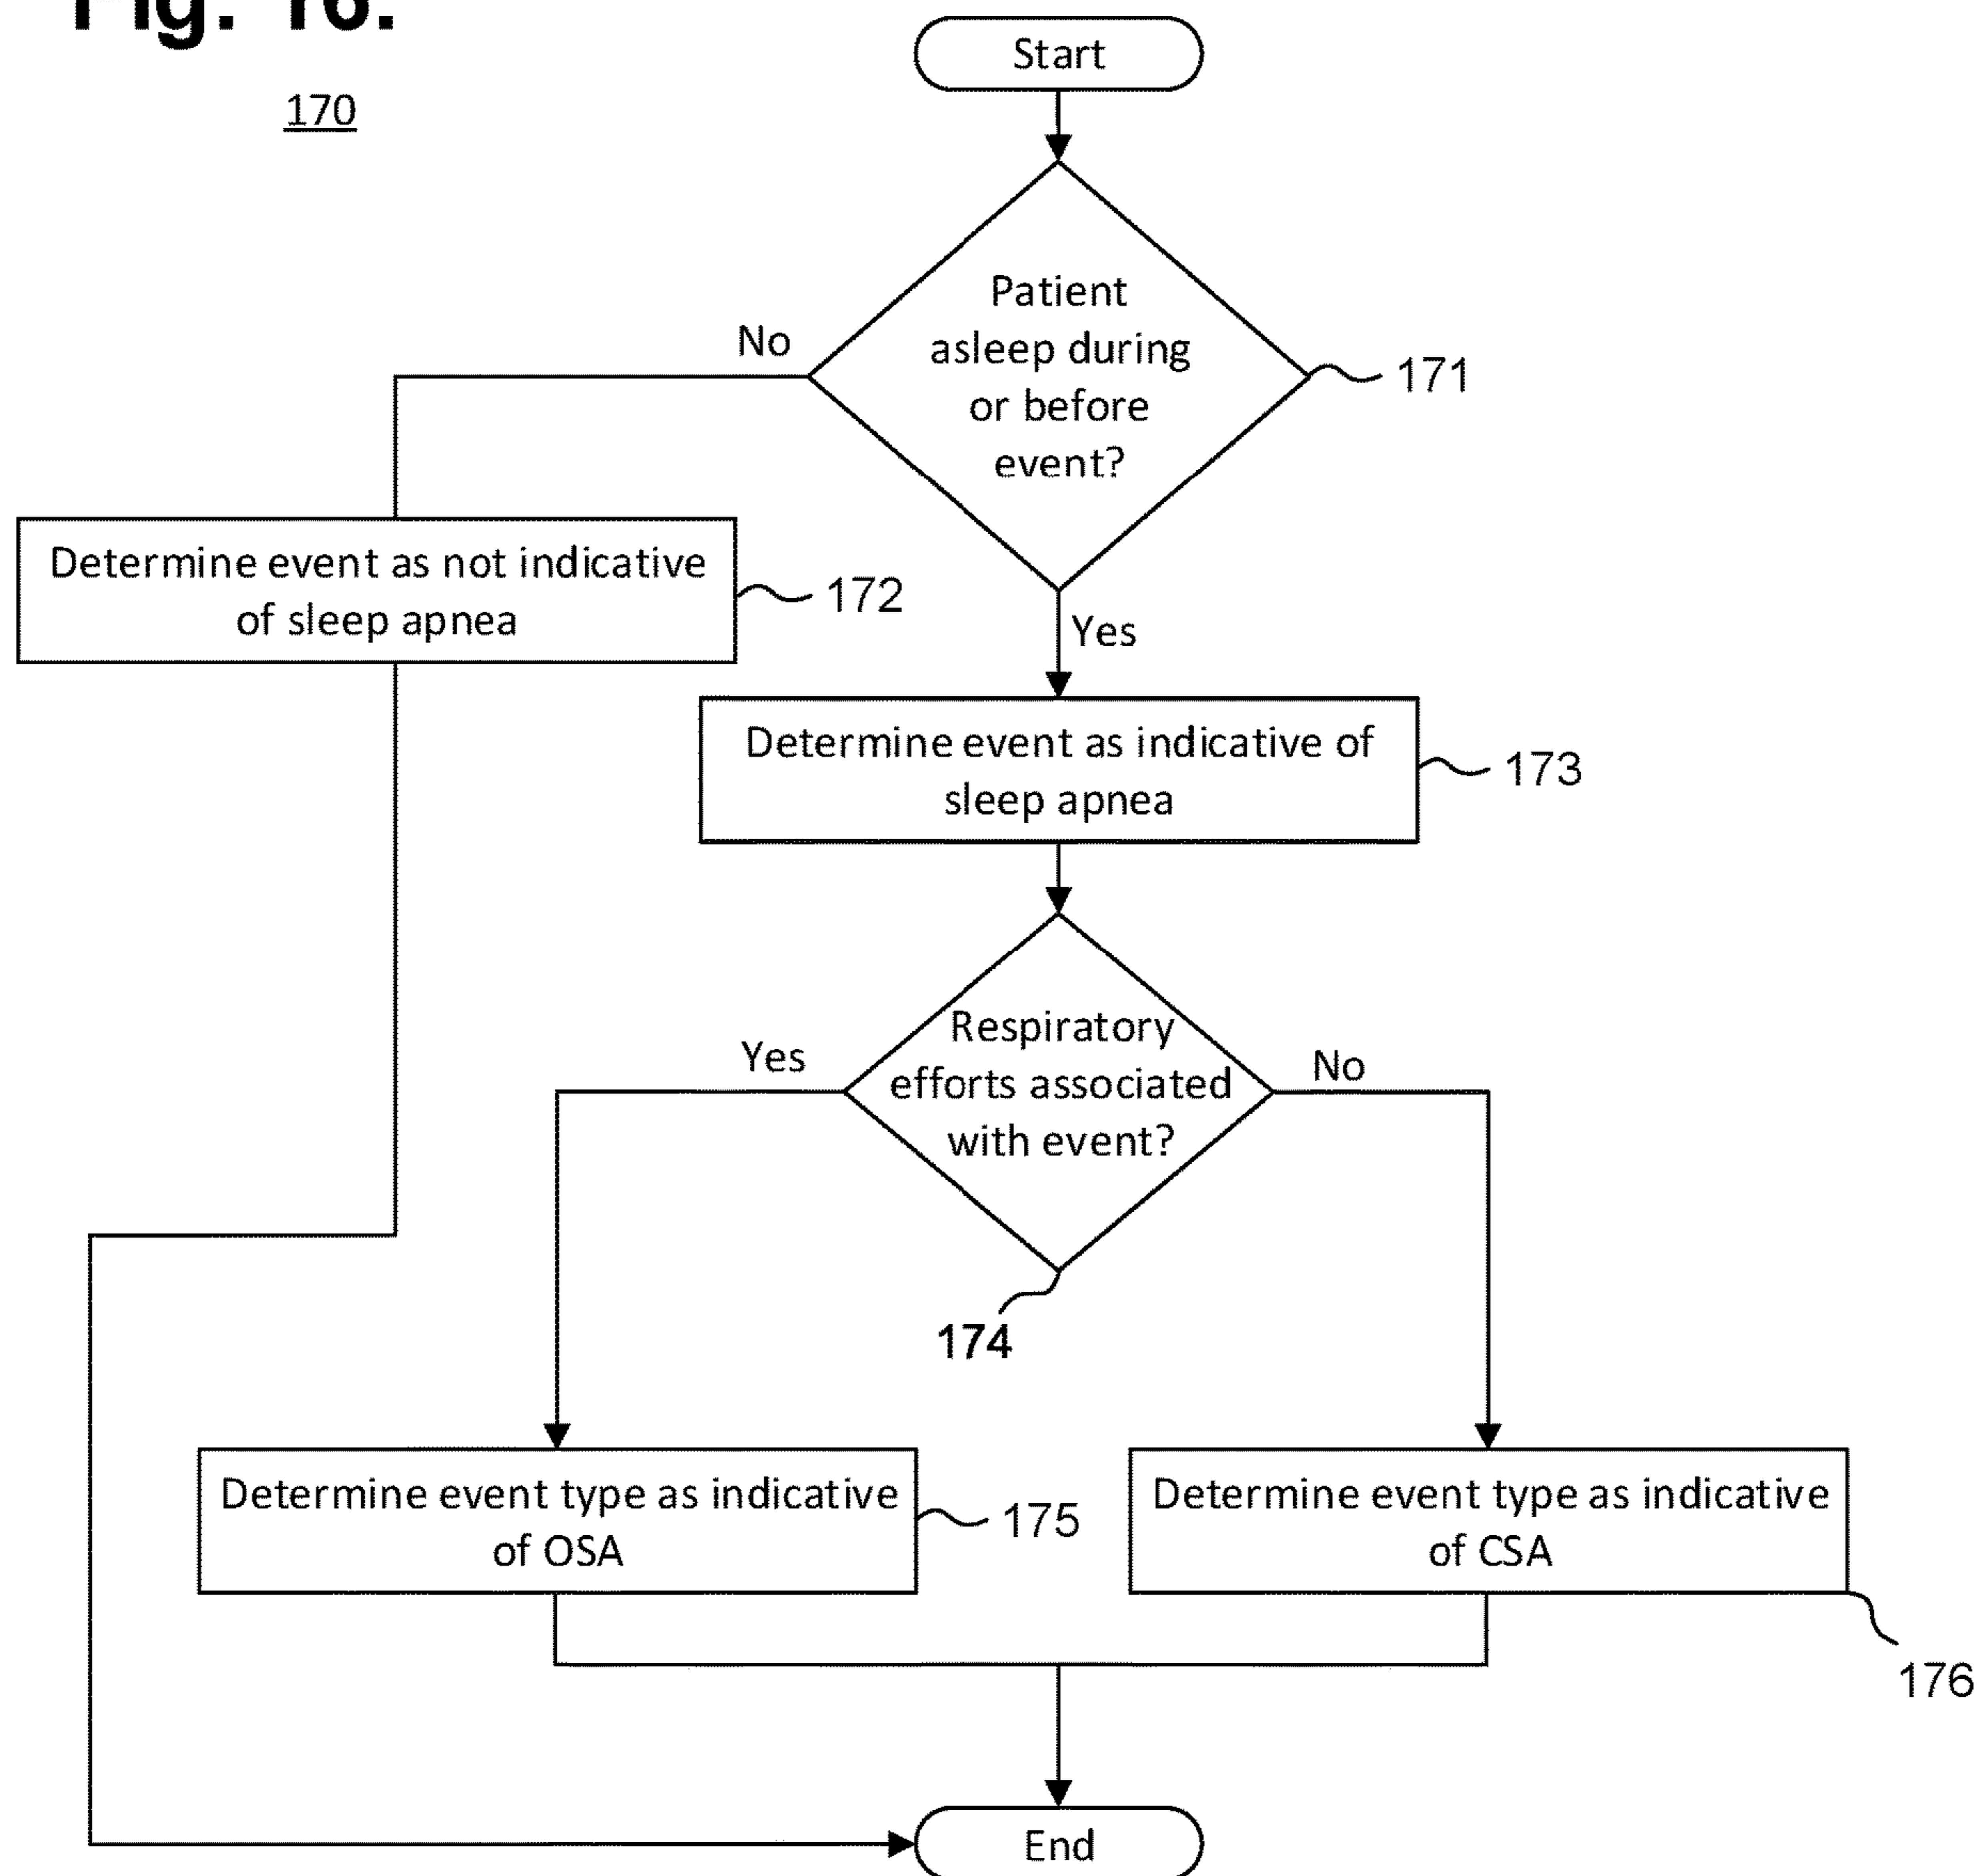 Fig. 16.
170
Start
Patient
asleep during
or before
event?
No
171
Determine event as not indicative
of sleep apnea
172
Yes
Determine event as indicative of
sleep apnea
173
Respiratory
efforts associated
with event?
Yes
No
174
Determine event type as indicative
of OSA
175
Determine event type as indicative
of CSA
176
End